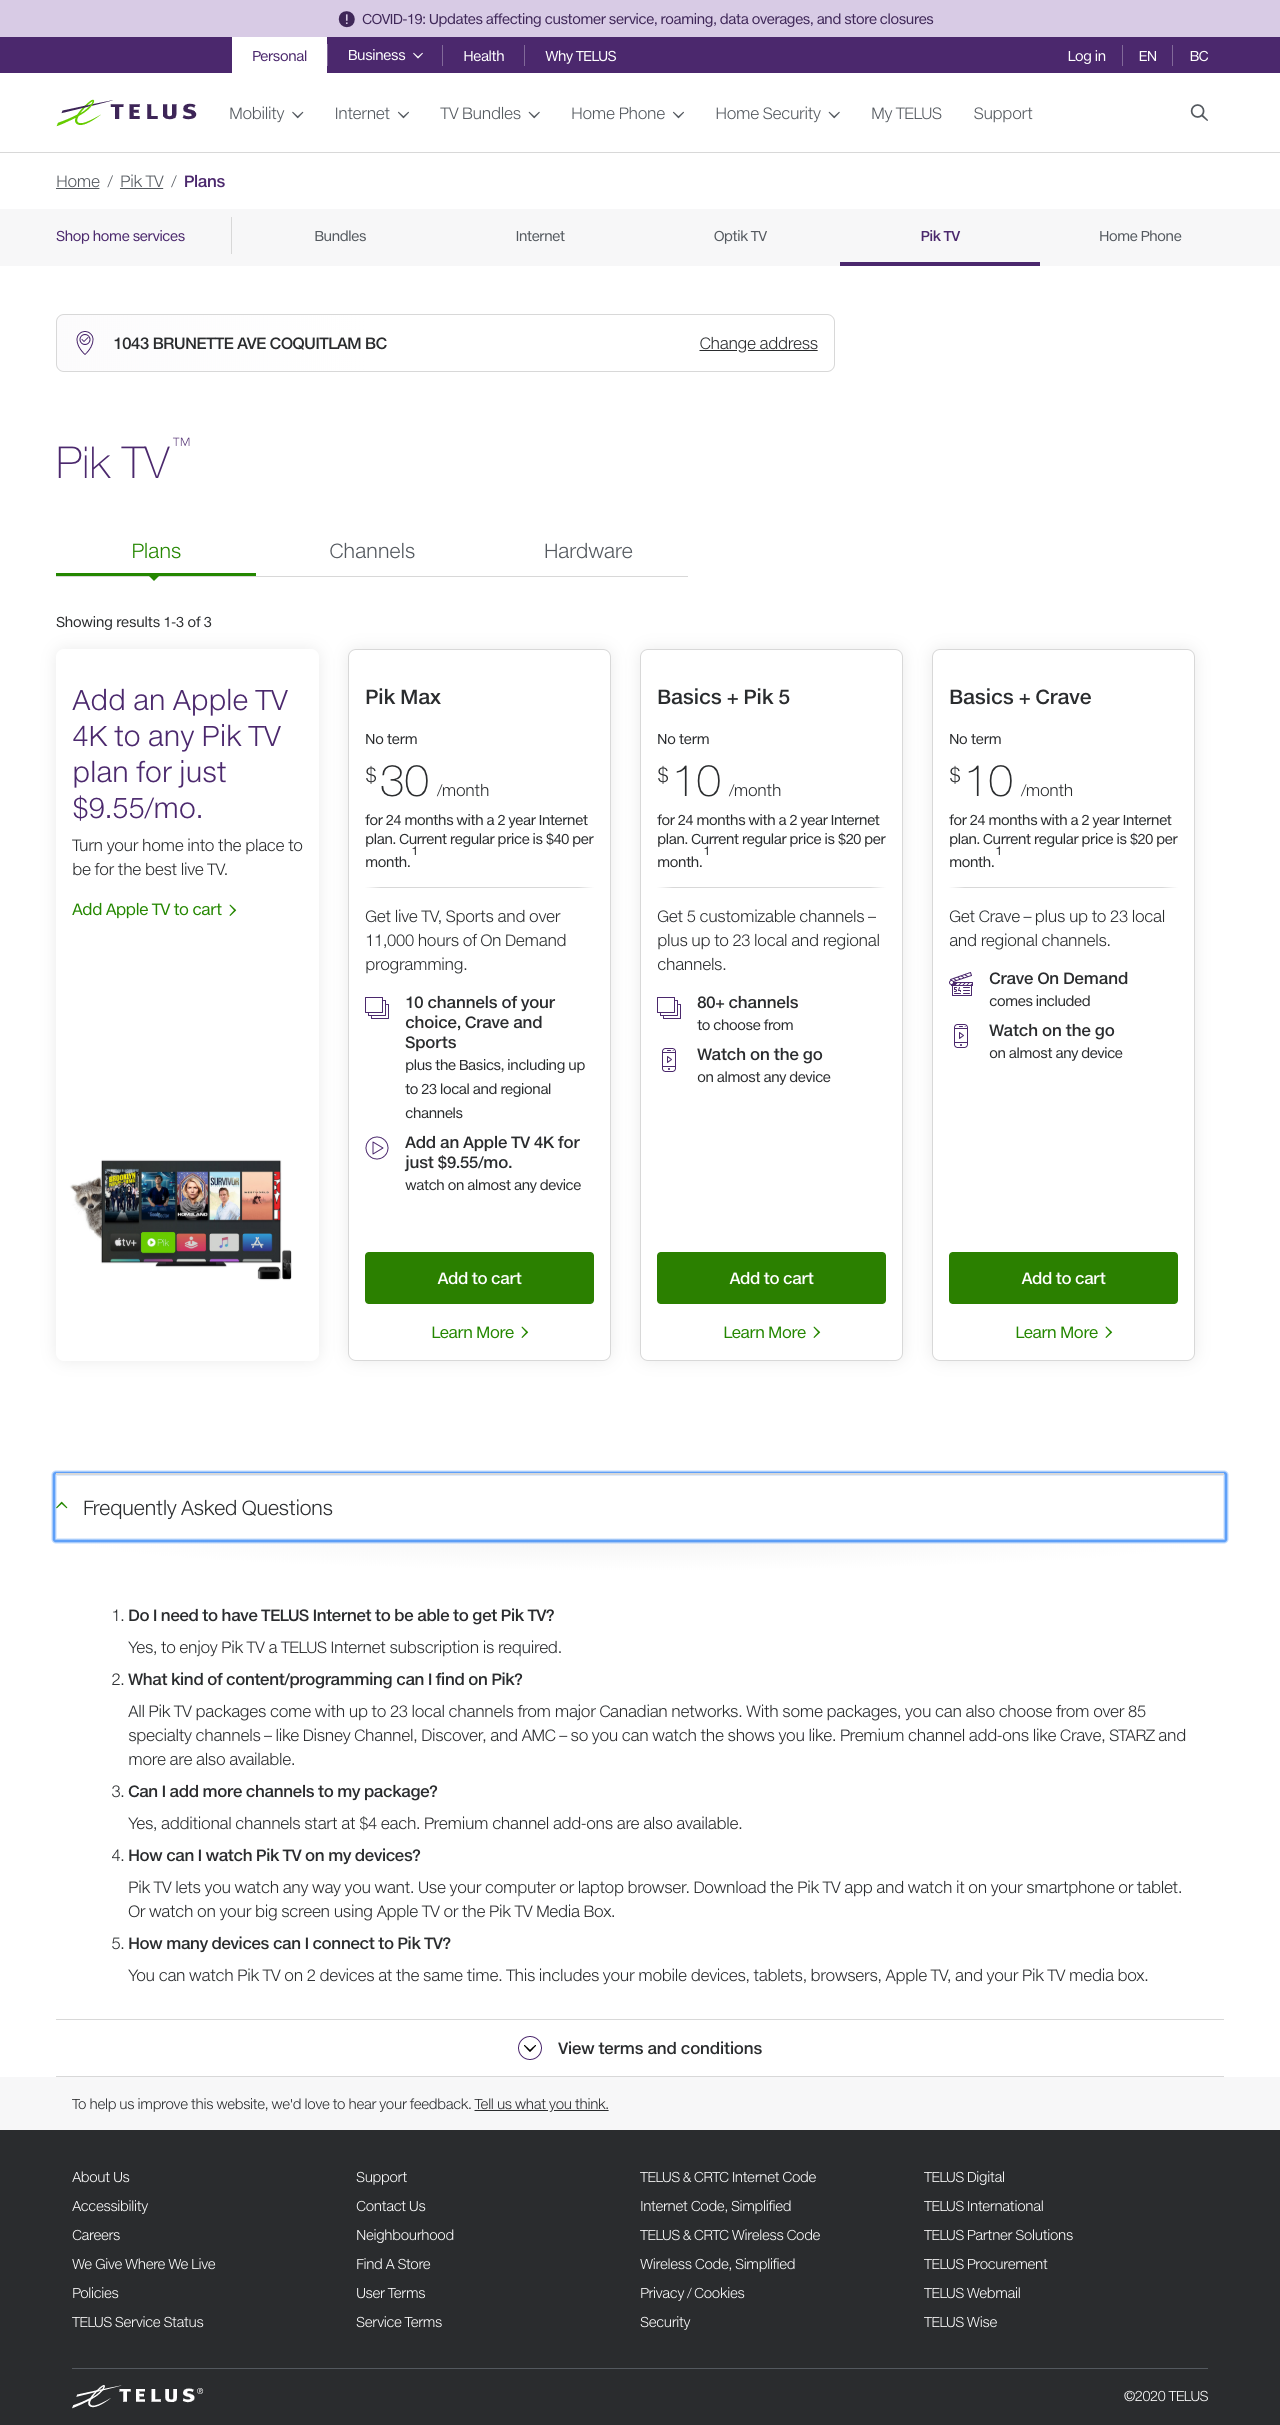 COVID-19: Updates affecting customer service, roaming, data overages, and store closures
Personal Business Health Why TELUS Log in EN BC
TELUS Mobility Internet TV Bundles Home Phone Home Security My TELUS Support
Home / Pik TV / Plans
Shop home services Bundles Internet Optik TV Pik TV Home Phone
1043 BRUNETTE AVE COQUITLAM BC Change address
Pik TV™
Plans Channels Hardware
Showing results 1-3 of 3
Add an Apple TV
4K to any Pik TV
plan for just
$9.55/mo.
Turn your home into the place to
be for the best live TV.
Add Apple TV to cart
BROOKLYN
HOMELAND
SURVIVOR
tv+
Pik
Pik Max
No term
$30 /month
for 24 months with a 2 year Internet
plan. Current regular price is $40 per
month.1
Get live TV, Sports and over
11,000 hours of On Demand
programming.
10 channels of your
choice, Crave and
Sports
plus the Basics, including up
to 23 local and regional
channels
Add an Apple TV 4K for
just $9.55/mo.
watch on almost any device
Add to cart
Learn More
Basics + Pik 5
No term
$10 /month
for 24 months with a 2 year Internet
plan. Current regular price is $20 per
month.1
Get 5 customizable channels –
plus up to 23 local and regional
channels.
80+ channels
to choose from
Watch on the go
on almost any device
Add to cart
Learn More
Basics + Crave
No term
$10 /month
for 24 months with a 2 year Internet
plan. Current regular price is $20 per
month.1
Get Crave – plus up to 23 local
and regional channels.
Crave On Demand
comes included
Watch on the go
on almost any device
Add to cart
Learn More
Frequently Asked Questions
1. Do I need to have TELUS Internet to be able to get Pik TV?
Yes, to enjoy Pik TV a TELUS Internet subscription is required.
2. What kind of content/programming can I find on Pik?
All Pik TV packages come with up to 23 local channels from major Canadian networks. With some packages, you can also choose from over 85
specialty channels – like Disney Channel, Discover, and AMC – so you can watch the shows you like. Premium channel add-ons like Crave, STARZ and
more are also available.
3. Can I add more channels to my package?
Yes, additional channels start at $4 each. Premium channel add-ons are also available.
4. How can I watch Pik TV on my devices?
Pik TV lets you watch any way you want. Use your computer or laptop browser. Download the Pik TV app and watch it on your smartphone or tablet.
Or watch on your big screen using Apple TV or the Pik TV Media Box.
5. How many devices can I connect to Pik TV?
You can watch Pik TV on 2 devices at the same time. This includes your mobile devices, tablets, browsers, Apple TV, and your Pik TV media box.
View terms and conditions
To help us improve this website, we'd love to hear your feedback. Tell us what you think.
About Us Support TELUS & CRTC Internet Code TELUS Digital
Accessibility Contact Us Internet Code, Simplified TELUS International
Careers Neighbourhood TELUS & CRTC Wireless Code TELUS Partner Solutions
We Give Where We Live Find A Store Wireless Code, Simplified TELUS Procurement
Policies User Terms Privacy / Cookies TELUS Webmail
TELUS Service Status Service Terms Security TELUS Wise
TELUS® ©2020 TELUS